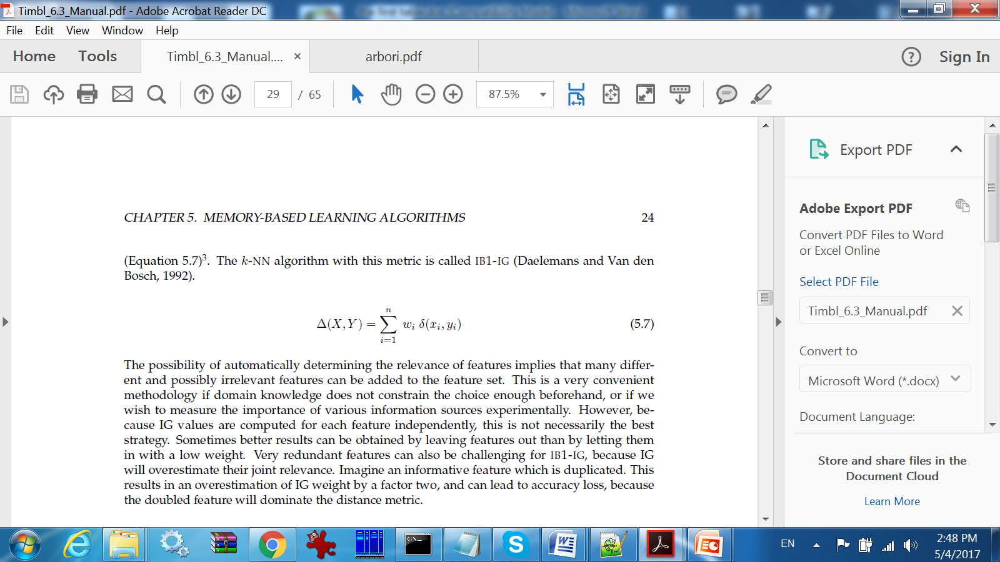 Timbl_6.3_Manual.pdf - Adobe Acrobat Reader DC
File Edit View Window Help
Home Tools Timbl_6.3_Manual.... × arbori.pdf ? Sign In
29 / 65 87.5%
CHAPTER 5. MEMORY-BASED LEARNING ALGORITHMS 24
(Equation 5.7)³. The k-NN algorithm with this metric is called IB1-IG (Daelemans and Van den
Bosch, 1992).
Δ(X, Y) = ∑ᵢ₌₁ⁿ wᵢ δ(xᵢ, yᵢ) (5.7)
The possibility of automatically determining the relevance of features implies that many differ-
ent and possibly irrelevant features can be added to the feature set. This is a very convenient
methodology if domain knowledge does not constrain the choice enough beforehand, or if we
wish to measure the importance of various information sources experimentally. However, be-
cause IG values are computed for each feature independently, this is not necessarily the best
strategy. Sometimes better results can be obtained by leaving features out than by letting them
in with a low weight. Very redundant features can also be challenging for IB1-IG, because IG
will overestimate their joint relevance. Imagine an informative feature which is duplicated. This
results in an overestimation of IG weight by a factor two, and can lead to accuracy loss, because
the doubled feature will dominate the distance metric.
Export PDF
Adobe Export PDF
Convert PDF Files to Word
or Excel Online
Select PDF File
Timbl_6.3_Manual.pdf
Convert to
Microsoft Word (*.docx)
Document Language:
Store and share files in the
Document Cloud
Learn More
C:\_
EN
2:48 PM
5/4/2017